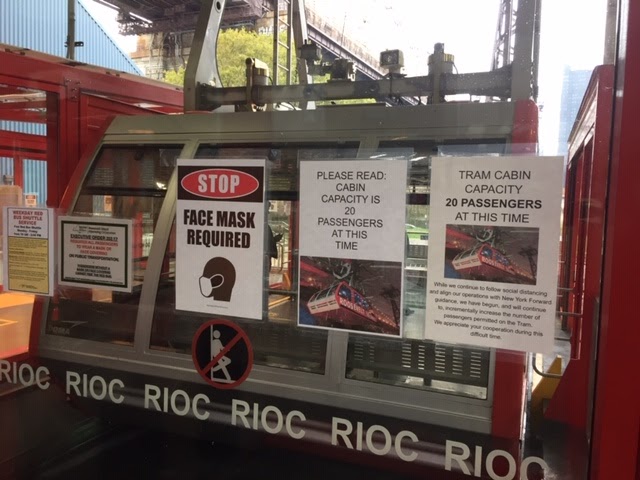 STOP
FACE MASK
REQUIRED
PLEASE READ:
CABIN
CAPACITY IS
20
PASSENGERS
AT THIS
TIME
TRAM CABIN
CAPACITY
20 PASSENGERS
AT THIS TIME
While we continue to follow social distancing
and align our operations with New York Forward
guidance, we have begun, and will continue
to, incrementally increase the number of
passengers permitted on the Tram.
We appreciate your cooperation during this
difficult time.
RIOC RIOC RIOC RIOC RIOC RIOC